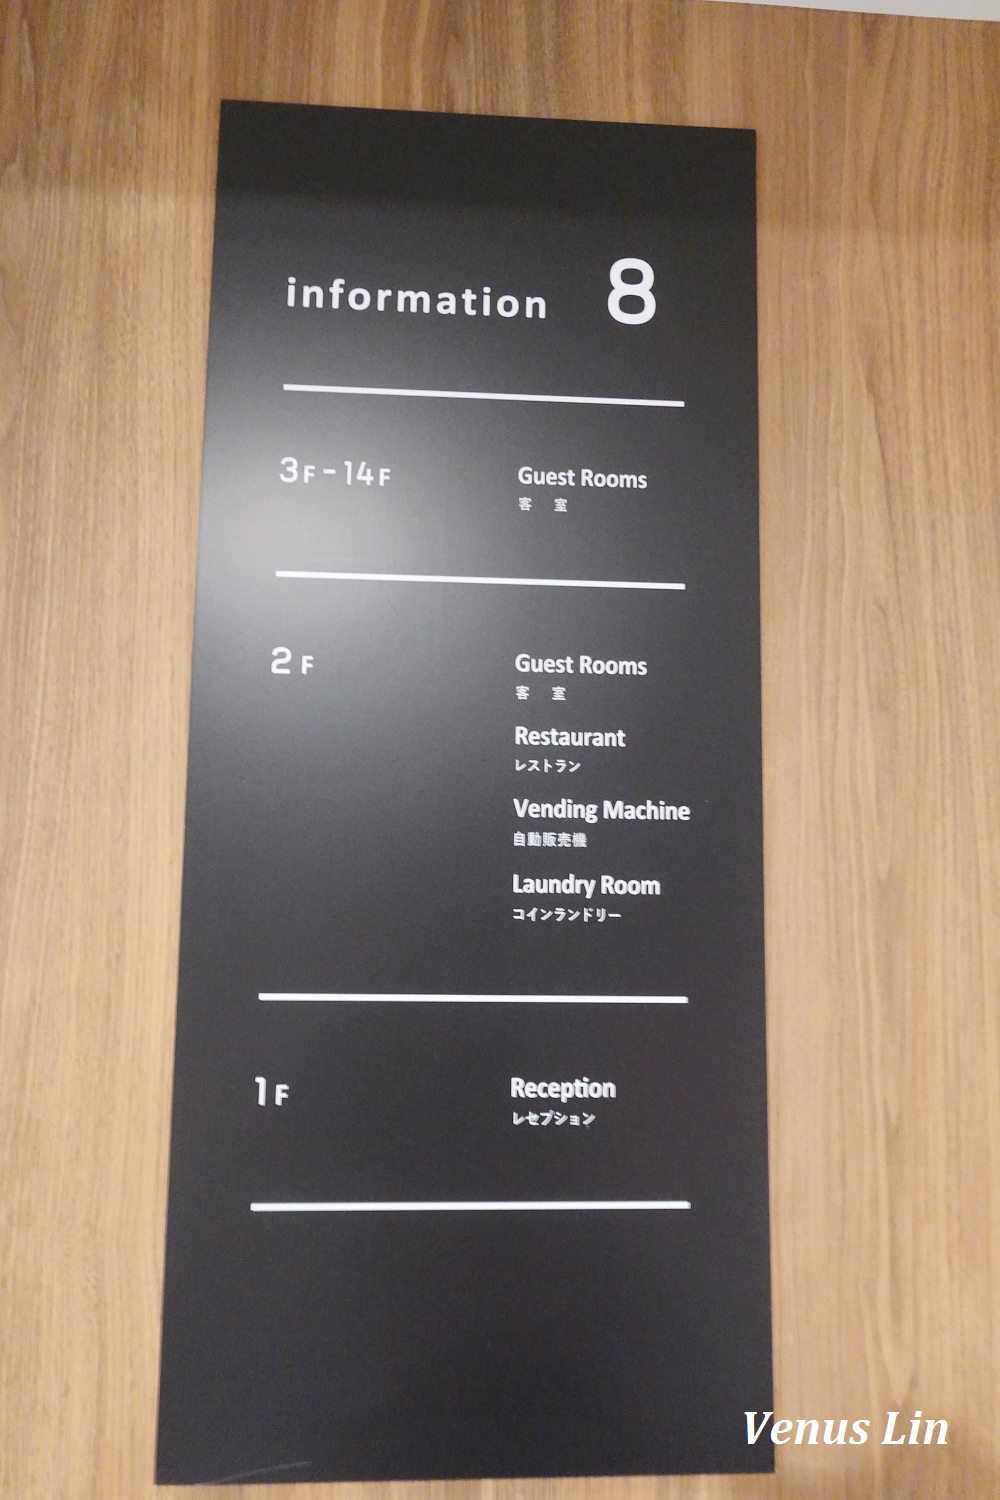 information 8
3F-14F Guest Rooms
客 室
2F Guest Rooms
客 室
Restaurant
レストラン
Vending Machine
自動販売機
Laundry Room
コインランドリー
1F Reception
レセプション
Venus Lin